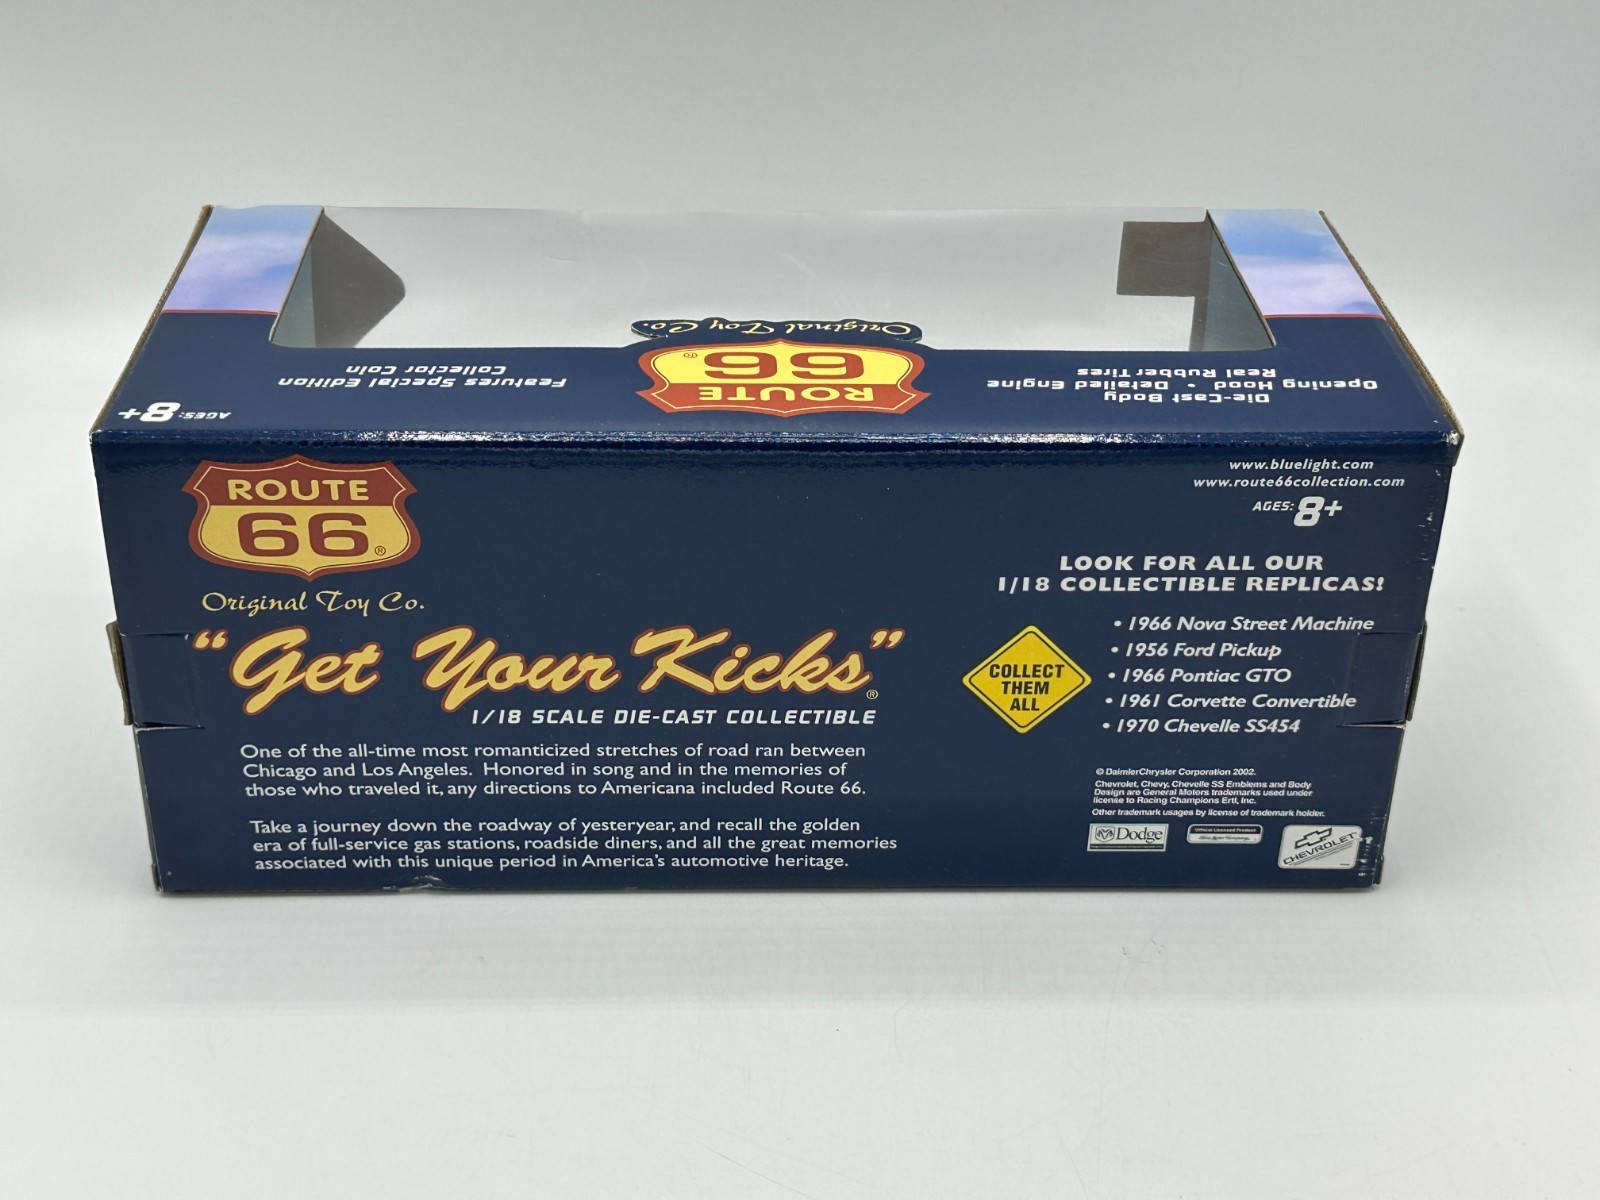 Original Toy Co.
ROUTE
66®
Features Special Edition
Collector Coin
AGES: 8+
Die-Cast Body
Opening Hood • Detailed Engine
Real Rubber Tires
ROUTE
66®
Original Toy Co.
"Get Your Kicks"®
1/18 SCALE DIE-CAST COLLECTIBLE
One of the all-time most romanticized stretches of road ran between
Chicago and Los Angeles. Honored in song and in the memories of
those who traveled it, any directions to Americana included Route 66.
Take a journey down the roadway of yesteryear, and recall the golden
era of full-service gas stations, roadside diners, and all the great memories
associated with this unique period in America's automotive heritage.
www.bluelight.com
www.route66collection.com
AGES: 8+
LOOK FOR ALL OUR
1/18 COLLECTIBLE REPLICAS!
COLLECT
THEM
ALL
• 1966 Nova Street Machine
• 1956 Ford Pickup
• 1966 Pontiac GTO
• 1961 Corvette Convertible
• 1970 Chevelle SS454
© DaimlerChrysler Corporation 2002.
Chevrolet, Chevy, Chevelle SS Emblems and Body
Design are General Motors trademarks used under
license to Racing Champions Ertl, Inc.
Other trademark usages by license of trademark holder.
Dodge
Official Licensed Product
CHEVROLET